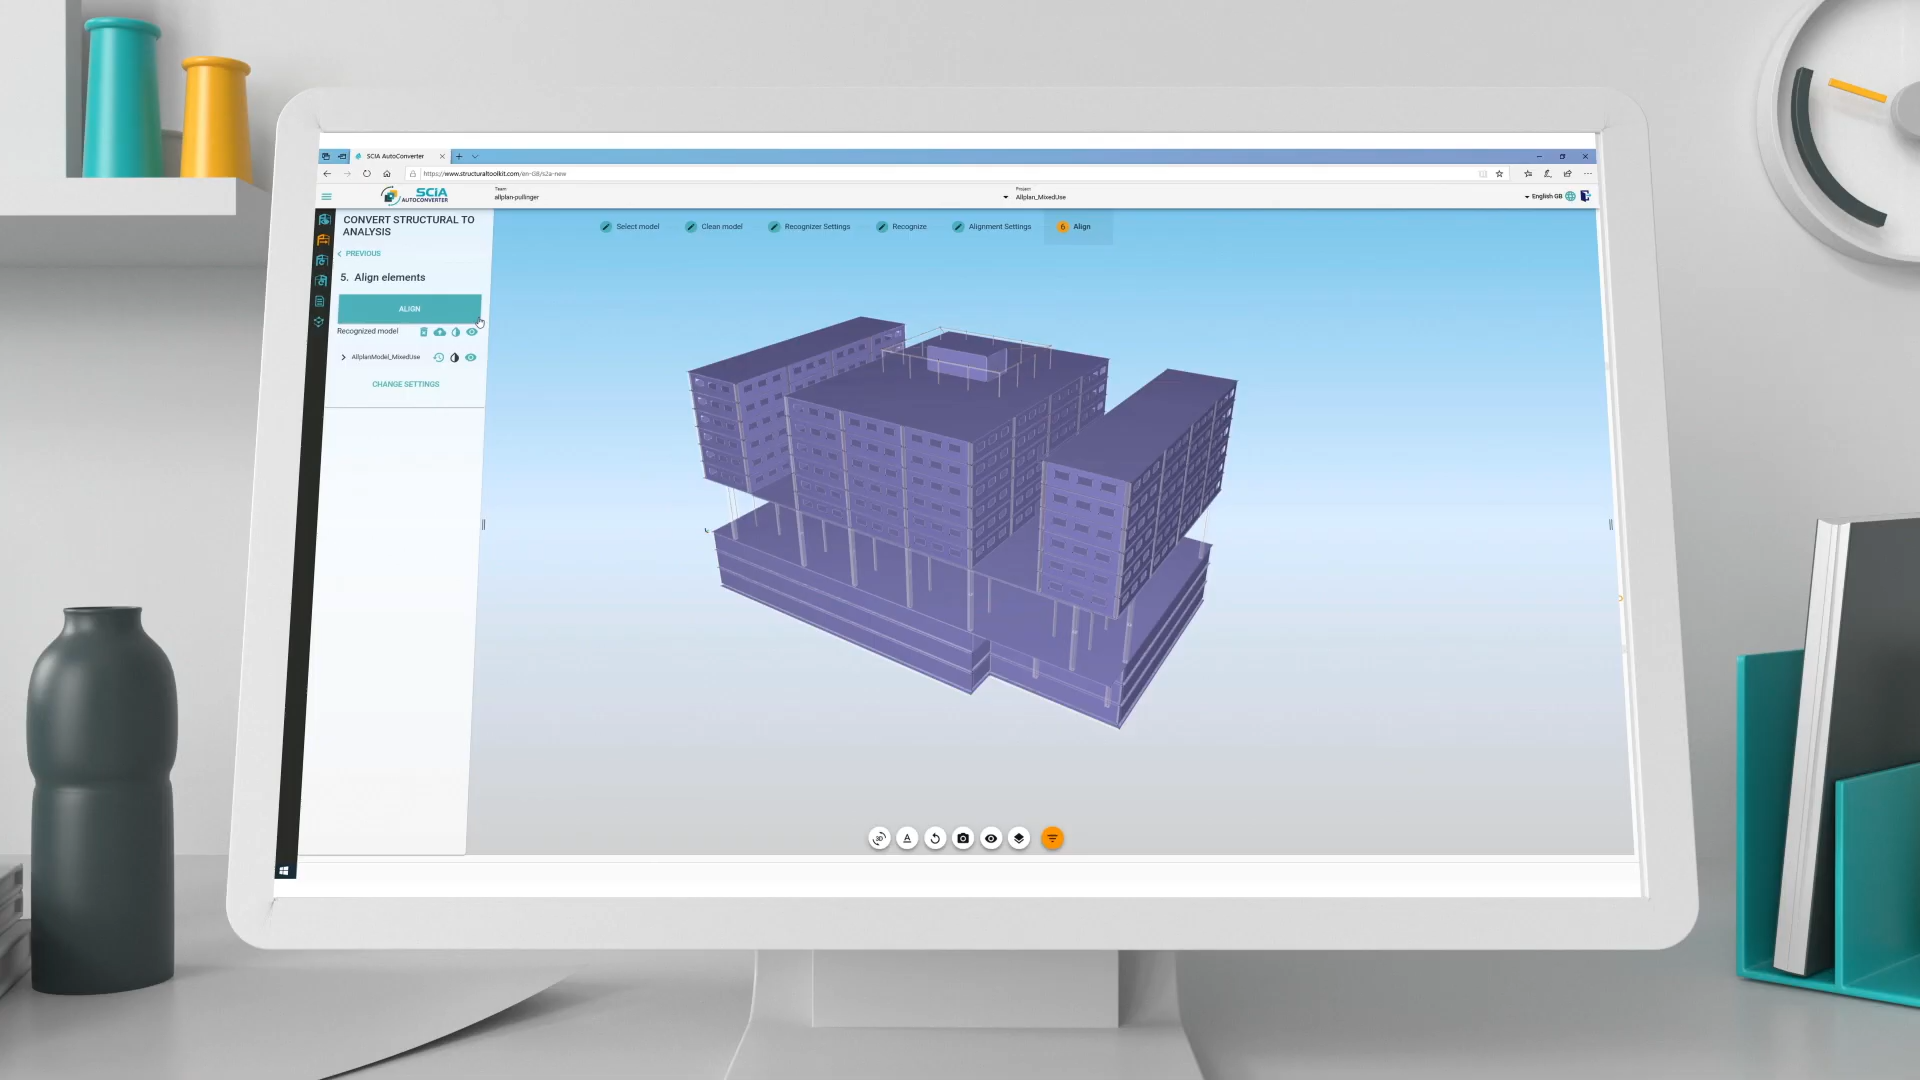 SCIA AutoConverter
https://www.structuraltoolkit.com/en-GB/s2a-new
SCIA
AUTOCONVERTER
Team
allplan-pullinger
Project
Allplan_MixedUse
English GB
CONVERT STRUCTURAL TO
ANALYSIS
PREVIOUS
5. Align elements
ALIGN
Recognized model
AllplanModel_MixedUse
CHANGE SETTINGS
Select model
Clean model
Recognizer Settings
Recognize
Alignment Settings
6 Align
3D
A